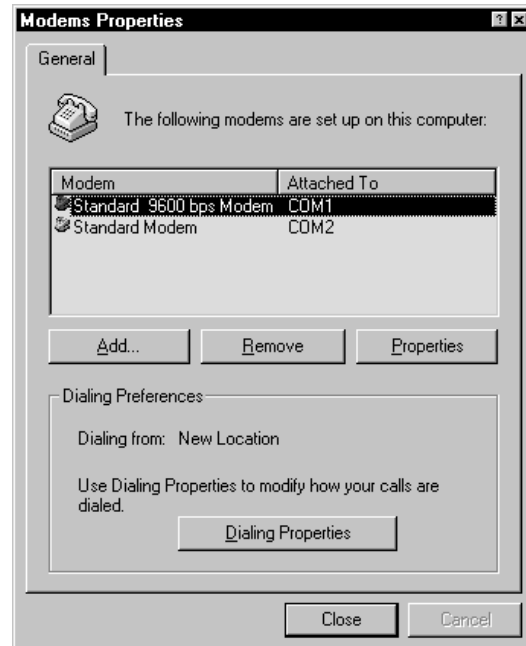 Modems Properties
General
The following modems are set up on this computer:
Modem Attached To
Standard 9600 bps Modem COM1
Standard Modem COM2
Add... Remove Properties
Dialing Preferences
Dialing from: New Location
Use Dialing Properties to modify how your calls are
dialed.
Dialing Properties
Close Cancel